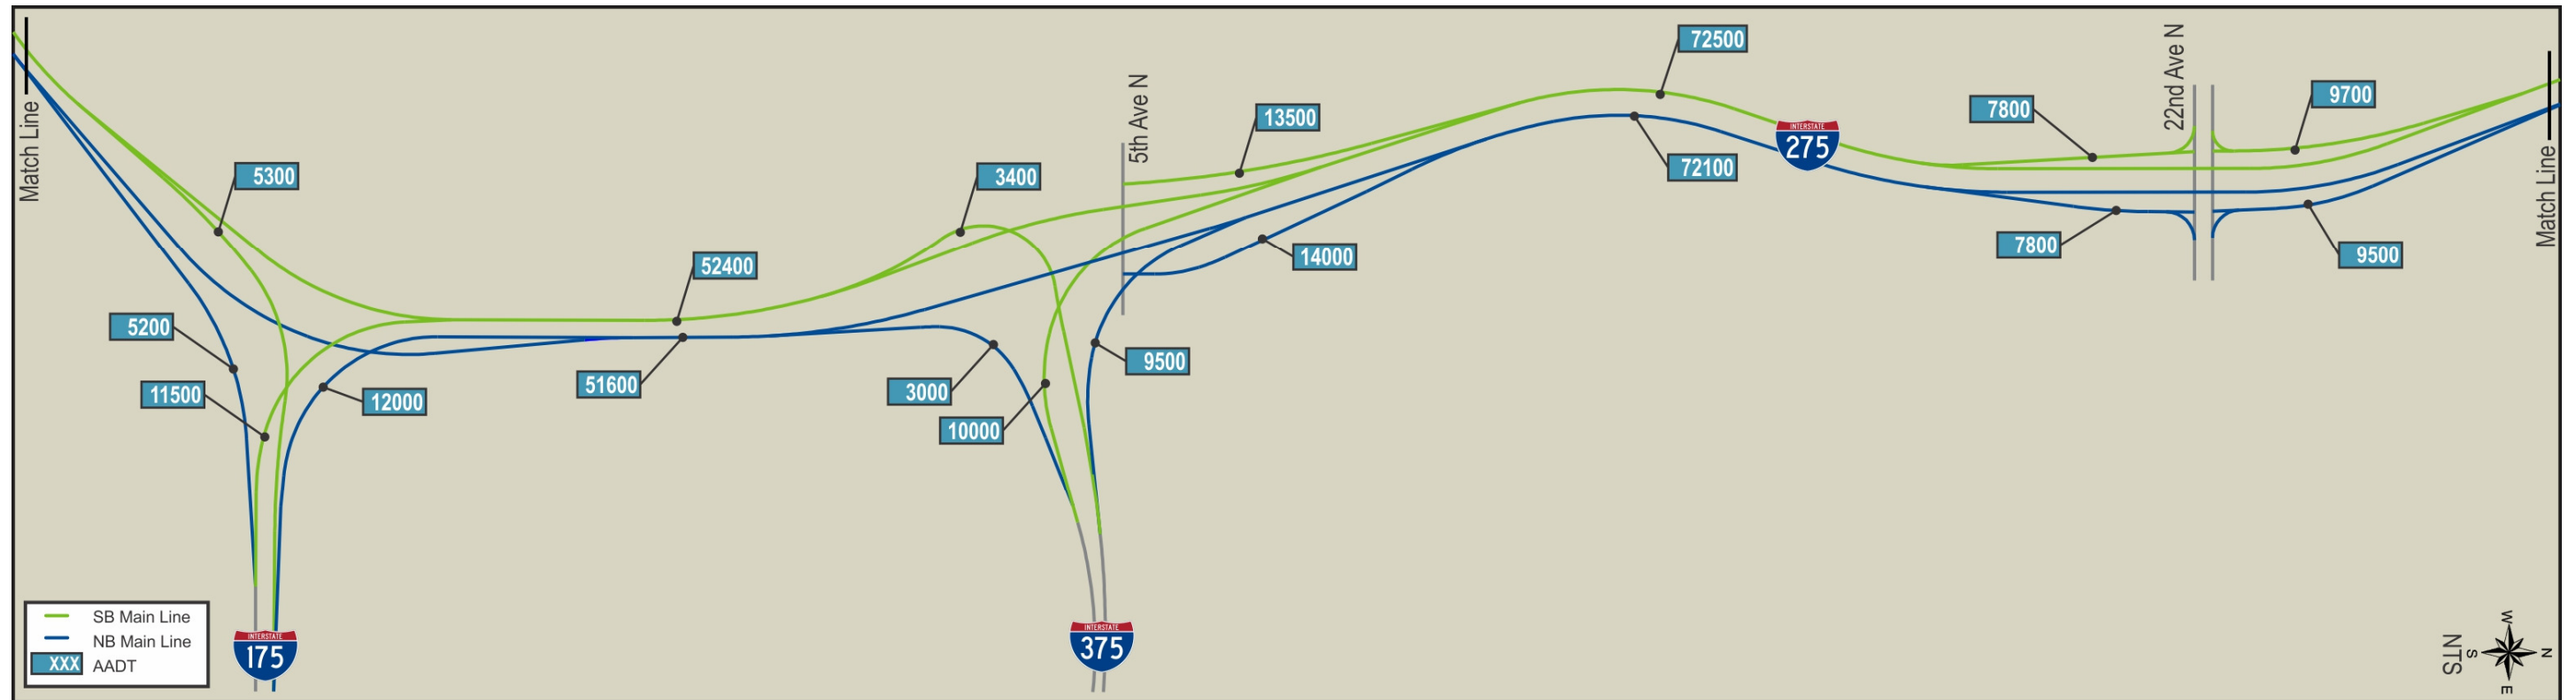 Match Line
5300
5200
11500
12000
52400
51600
3400
3000
10000
9500
5th Ave N
13500
14000
72500
72100
INTERSTATE
275
7800
7800
22nd Ave N
9700
9500
Match Line
SB Main Line
NB Main Line
XXX AADT
INTERSTATE
175
INTERSTATE
375
NTS
W
S
N
E